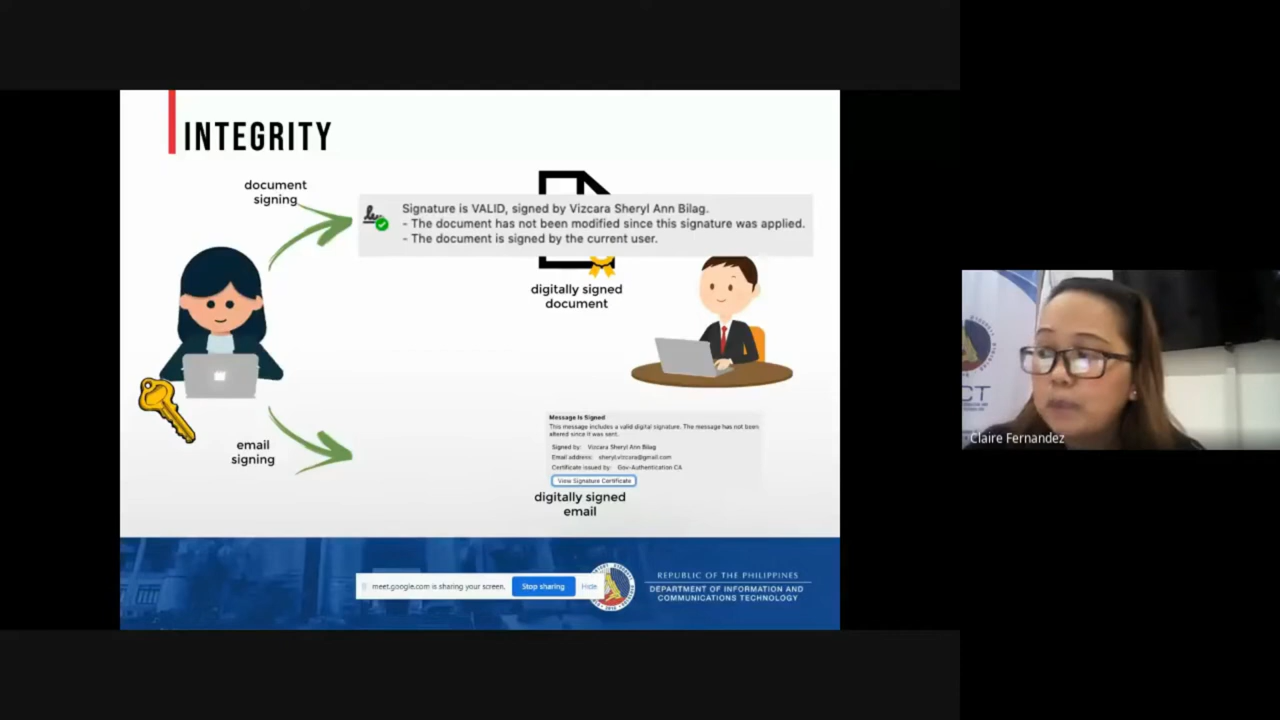 INTEGRITY
document
signing
Signature is VALID, signed by Vizcara Sheryl Ann Bilag.
- The document has not been modified since this signature was applied.
- The document is signed by the current user.
digitally signed
document
email
signing
Message Is Signed
This message includes a valid digital signature. The message has not been
altered since it was sent.
Signed by: Vizcara Sheryl Ann Bilag
Email address: sheryl.vizcara@gmail.com
Certificate issued by: Gov-Authentication CA
View Signature Certificate
digitally signed
email
meet.google.com is sharing your screen.
Stop sharing
Hide
REPUBLIC OF THE PHILIPPINES
DEPARTMENT OF INFORMATION AND
COMMUNICATIONS TECHNOLOGY
CT
Claire Fernandez